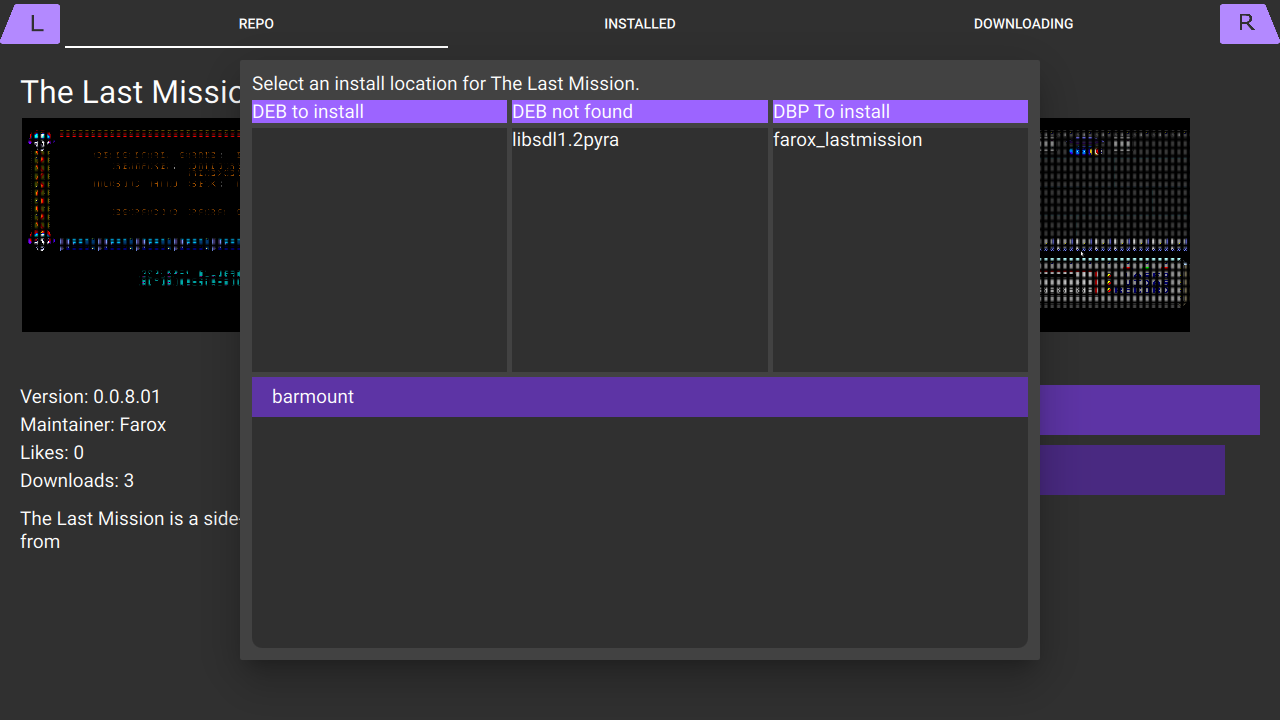 L
REPO
INSTALLED
DOWNLOADING
R
The Last Missio
Select an install location for The Last Mission.
DEB to install
DEB not found
DBP To install
libsdl1.2pyra
farox_lastmission
barmount
Version: 0.0.8.01
Maintainer: Farox
Likes: 0
Downloads: 3
The Last Mission is a side-
from